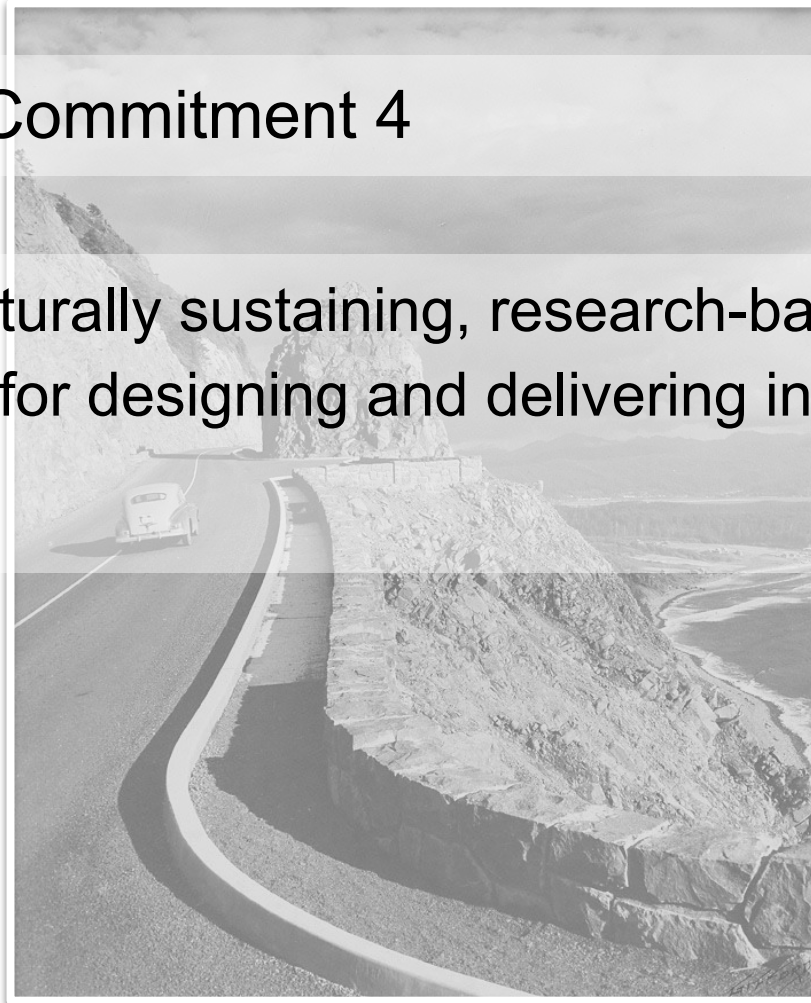 Commitment 4
turally sustaining, research-ba
for designing and delivering in